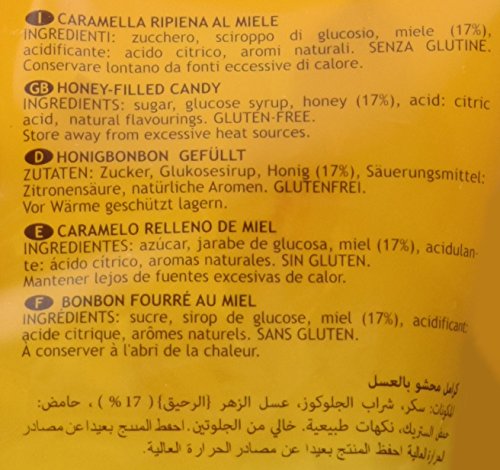 I CARAMELLA RIPIENA AL MIELE
INGREDIENTI: zucchero, sciroppo di glucosio, miele (17%),
acidificante: acido citrico, aromi naturali. SENZA GLUTINE.
Conservare lontano da fonti eccessive di calore.
GB HONEY-FILLED CANDY
INGREDIENTS: sugar, glucose syrup, honey (17%), acid: citric
acid, natural flavourings. GLUTEN-FREE.
Store away from excessive heat sources.
D HONIGBONBON GEFÜLLT
ZUTATEN: Zucker, Glukosesirup, Honig (17%), Säuerungsmittel:
Zitronensäure, natürliche Aromen. GLUTENFREI.
Vor Wärme geschützt lagern.
E CARAMELO RELLENO DE MIEL
INGREDIENTES: azúcar, jarabe de glucosa, miel (17%), acidulan-
te: ácido cítrico, aromas naturales. SIN GLUTEN.
Mantener lejos de fuentes excesivas de calor.
F BONBON FOURRÉ AU MIEL
INGRÉDIENTS: sucre, sirop de glucose, miel (17%), acidificant:
acide citrique, arômes naturels. SANS GLUTEN.
A conserver à l'abri de la chaleur.
كرامل محشو بالعسل
المكونات: سكر، شراب الجلوكوز، عسل الزهر {الرحيق} ( 17 % ) ، حامض:
حمض الستريك، نكهات طبيعية. خالي من الجلوتين. احفظ المنتج بعيدا عن مصادر
الحرارة العالية احفظ المنتج بعيدا عن مصادر الحرارة العالية.